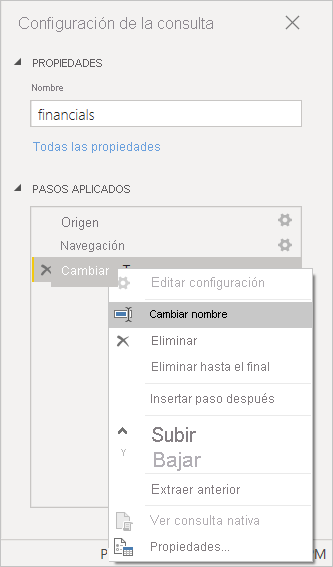 Configuración de la consulta
PROPIEDADES
Nombre
financials
Todas las propiedades
PASOS APLICADOS
Origen
Navegación
Cambiar
Editar configuración
Cambiar nombre
Eliminar
Eliminar hasta el final
Insertar paso después
Subir
Y Bajar
Extraer anterior
Ver consulta nativa
Propiedades...
P M